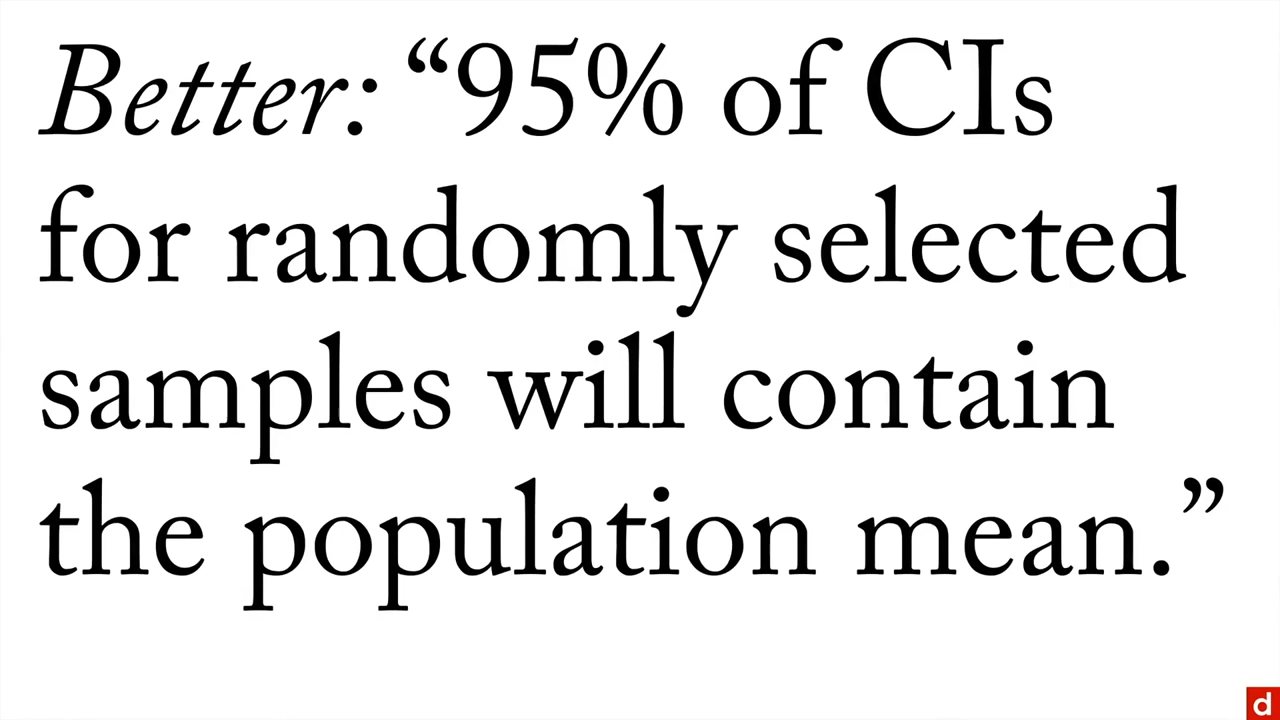 Better: “95% of CIs
for randomly selected
samples will contain
the population mean.”
d